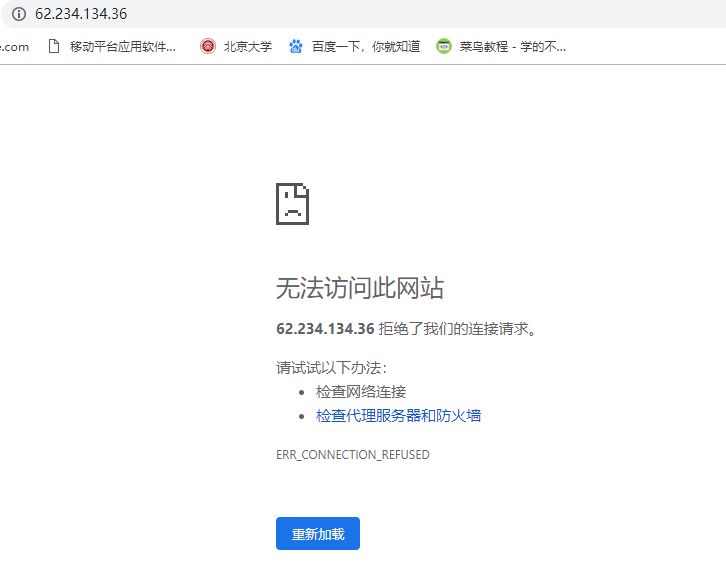 62.234.134.36
e.com 移动平台应用软件... 北京大学 百度一下，你就知道 菜鸟教程 - 学的不...
无法访问此网站
62.234.134.36 拒绝了我们的连接请求。
请试试以下办法：
• 检查网络连接
• 检查代理服务器和防火墙
ERR_CONNECTION_REFUSED
重新加载